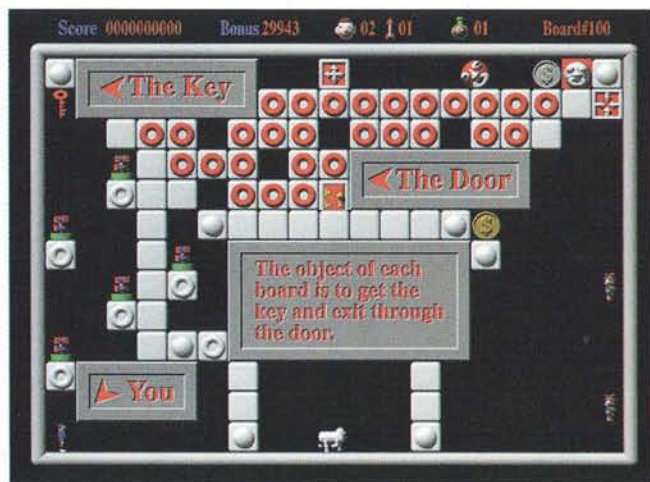 Score 0000000000 Bonus 29943 02 01 01 Board#100
The Key
The Door
The object of each
board is to get the
key and exit through
the door.
You